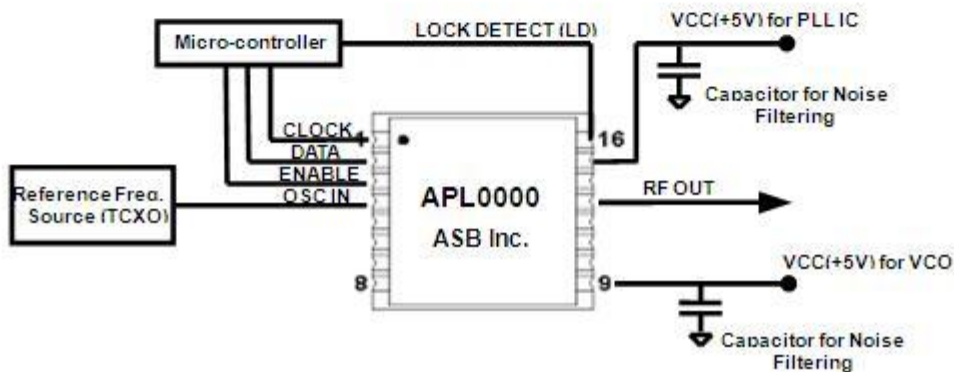 Micro-controller
LOCK DETECT (LD)
VCC(+5V) for PLL IC
Capacitor for Noise
Filtering
CLOCK
DATA
ENABLE
OSC IN
1
16
Reference Freq.
Source (TCXO)
APL0000
ASB Inc.
RF OUT
8
9
VCC(+5V) for VCO
Capacitor for Noise
Filtering